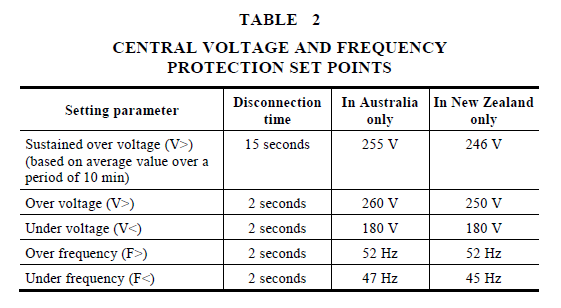 TABLE 2
CENTRAL VOLTAGE AND FREQUENCY
PROTECTION SET POINTS
Setting parameter Disconnection time In Australia only In New Zealand only
Sustained over voltage (V>) 15 seconds 255 V 246 V
(based on average value over a
period of 10 min)
Over voltage (V>) 2 seconds 260 V 250 V
Under voltage (V<) 2 seconds 180 V 180 V
Over frequency (F>) 2 seconds 52 Hz 52 Hz
Under frequency (F<) 2 seconds 47 Hz 45 Hz